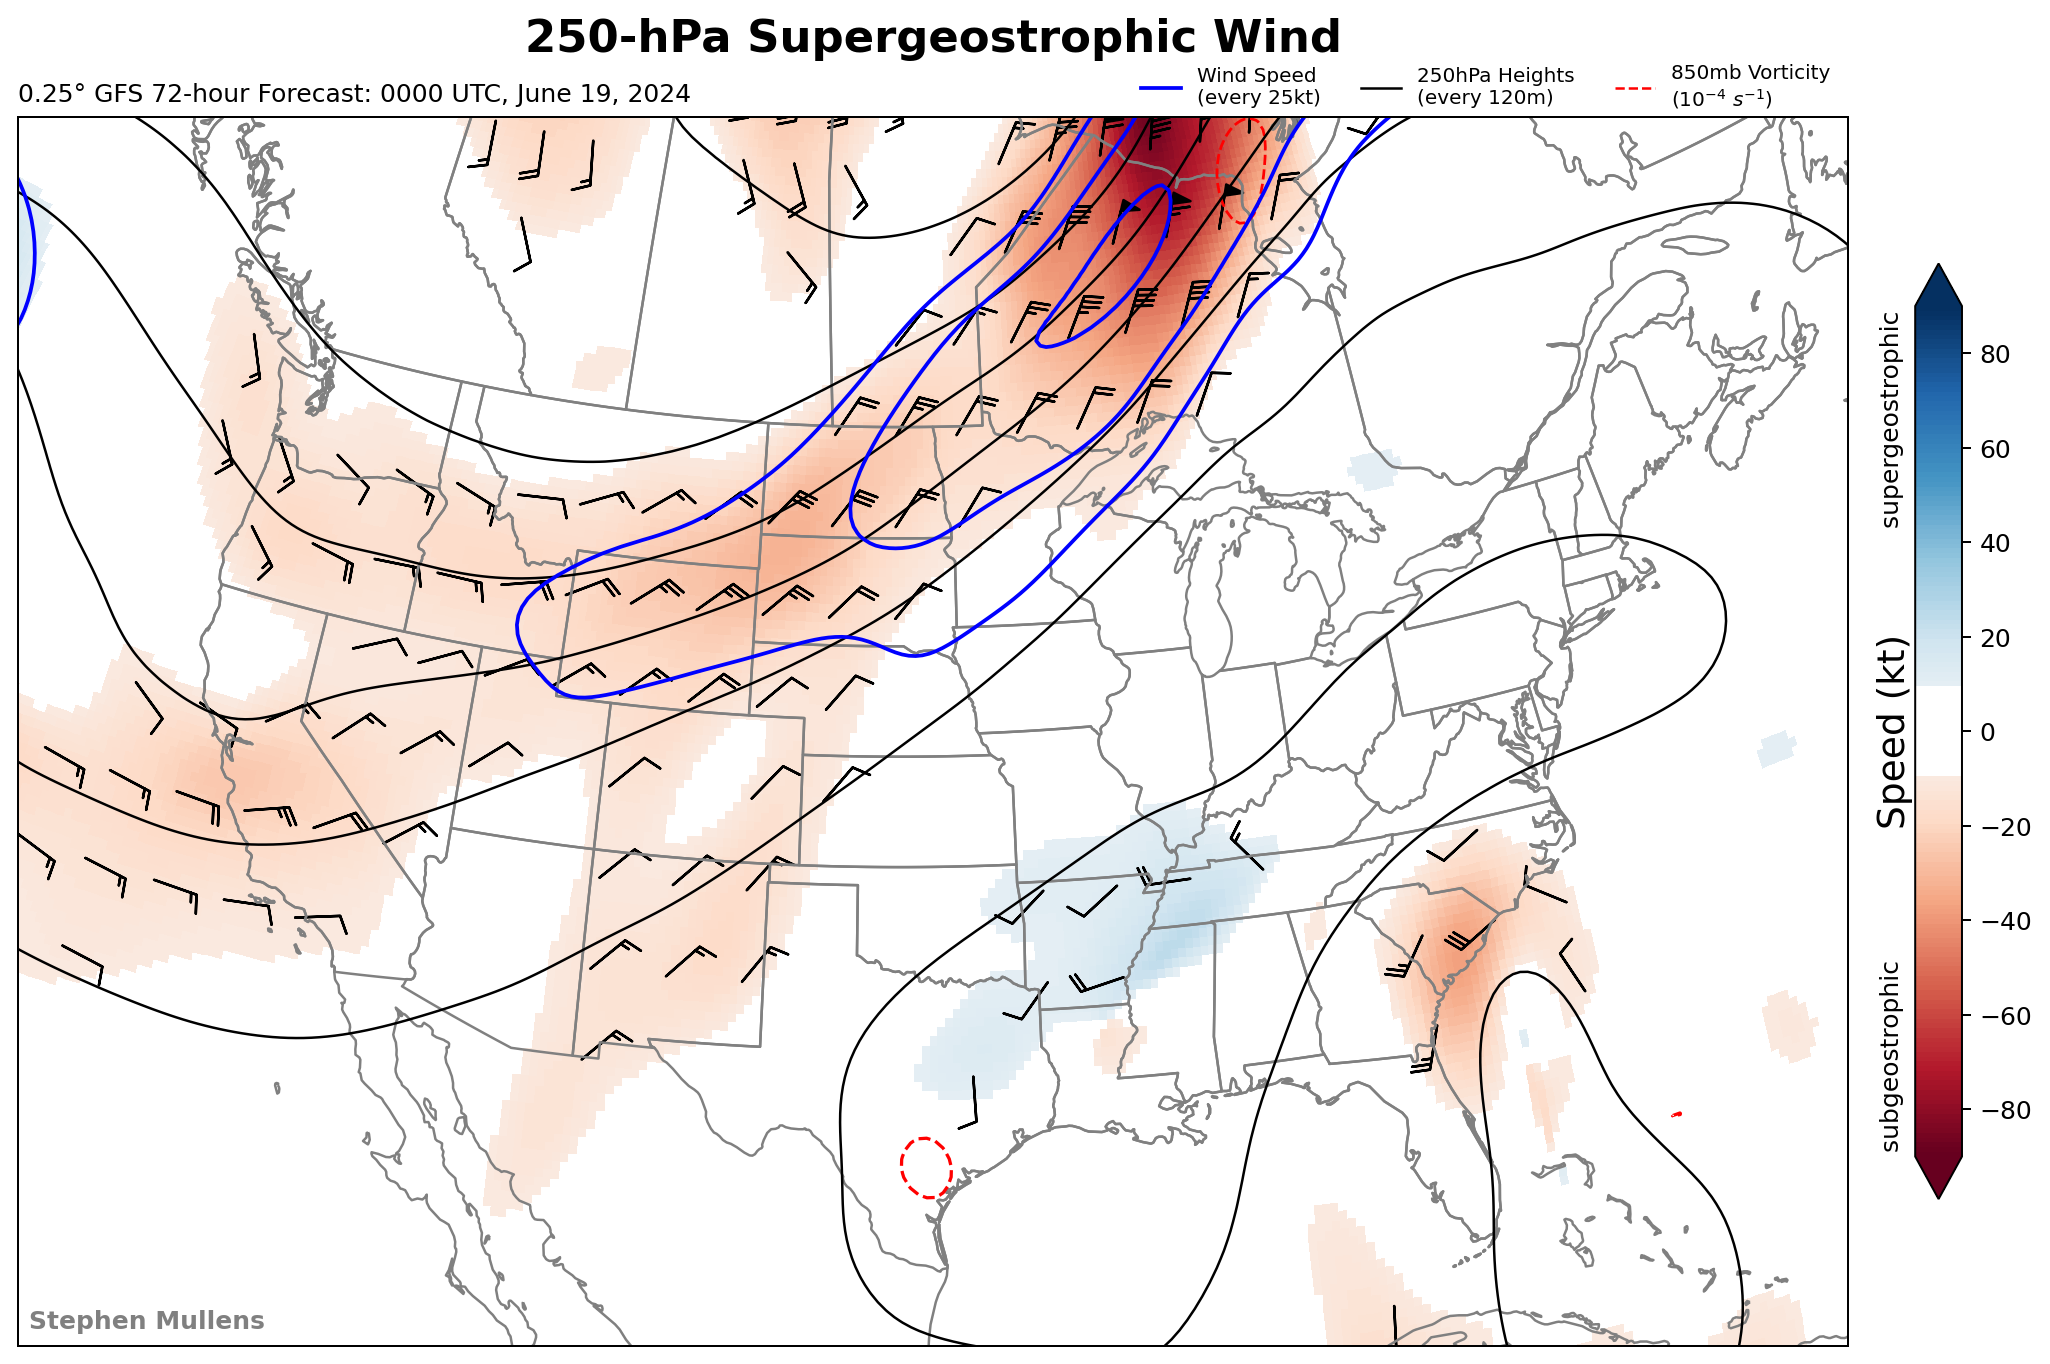 250-hPa Supergeostrophic Wind
0.25° GFS 72-hour Forecast: 0000 UTC, June 19, 2024
Wind Speed
(every 25kt)
250hPa Heights
(every 120m)
850mb Vorticity
(10⁻⁴ s⁻¹)
supergeostrophic
Speed (kt)
subgeostrophic
80
60
40
20
0
−20
−40
−60
−80
Stephen Mullens